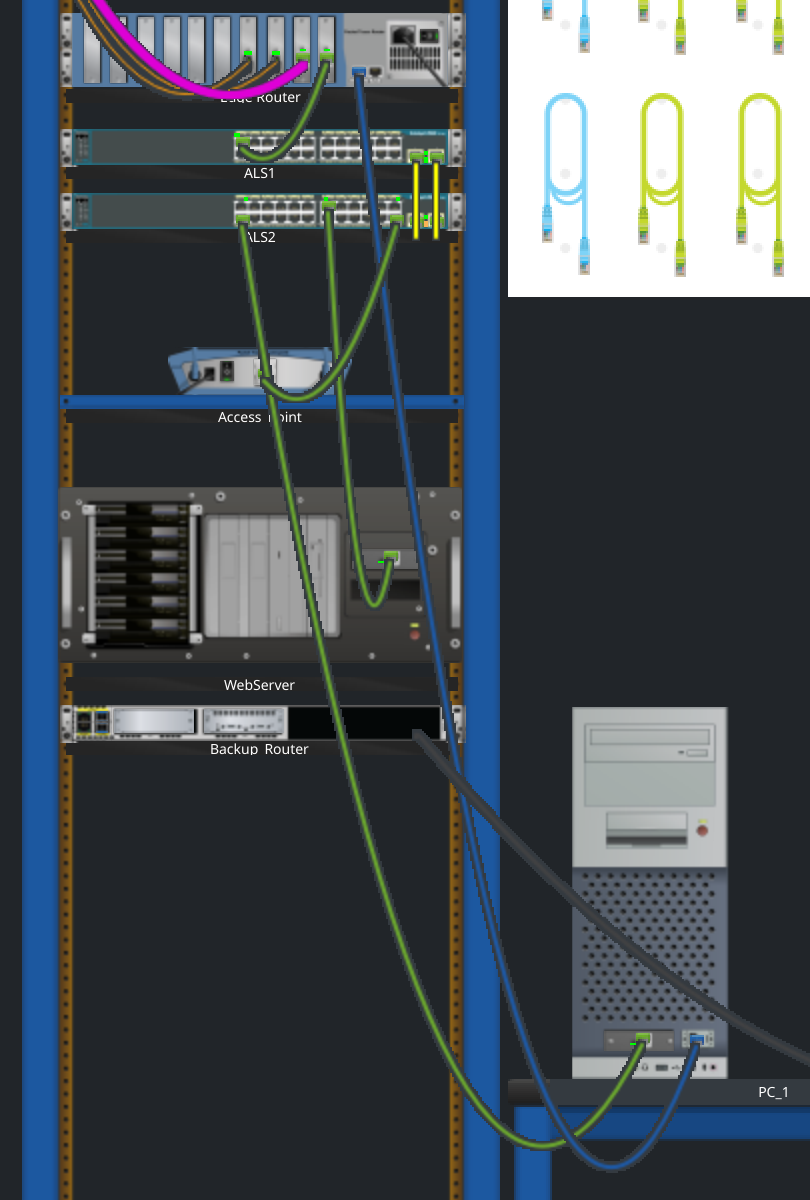 Edge Router
ALS1
ALS2
Access Point
WebServer
Backup Router
PC_1